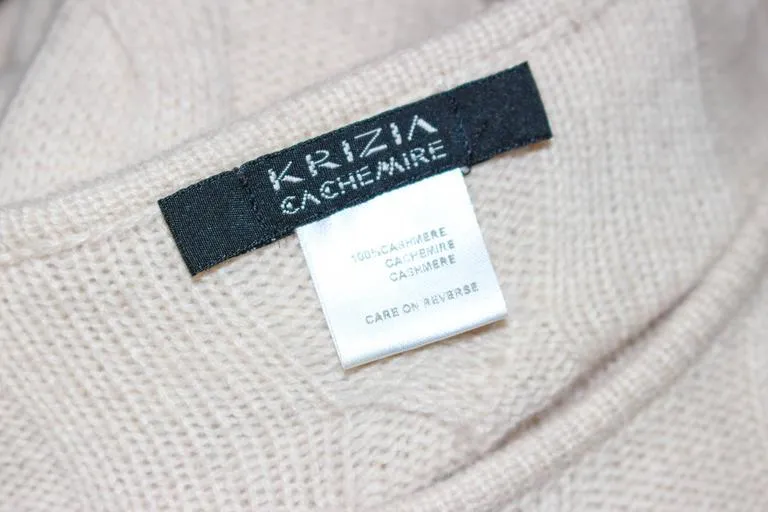 KRIZIA
CACHEMIRE
100%CASHMERE
CACHEMIRE
CASHMERE
CARE ON REVERSE